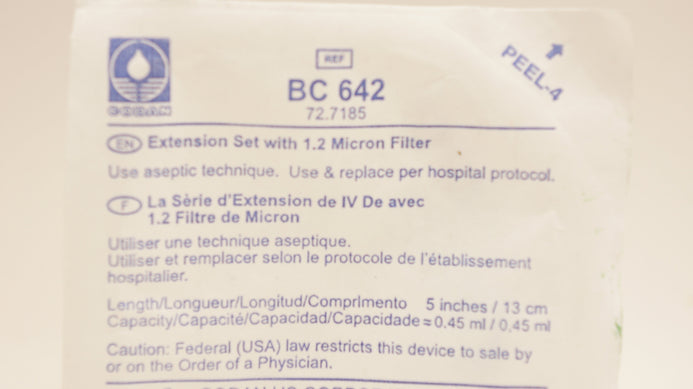 CODAN
REF
PEEL-4
BC 642
72.7185
EN Extension Set with 1.2 Micron Filter
Use aseptic technique. Use & replace per hospital protocol.
F La Sèrie d'Extension de IV De avec
1.2 Filtre de Micron
Utiliser une technique aseptique.
Utiliser et remplacer selon le protocole de l'établissement
hospitalier.
Length/Longueur/Longitud/Comprimento 5 inches / 13 cm
Capacity/Capacité/Capacidad/Capacidade ≈ 0.45 ml / 0,45 ml
Caution: Federal (USA) law restricts this device to sale by
or on the Order of a Physician.